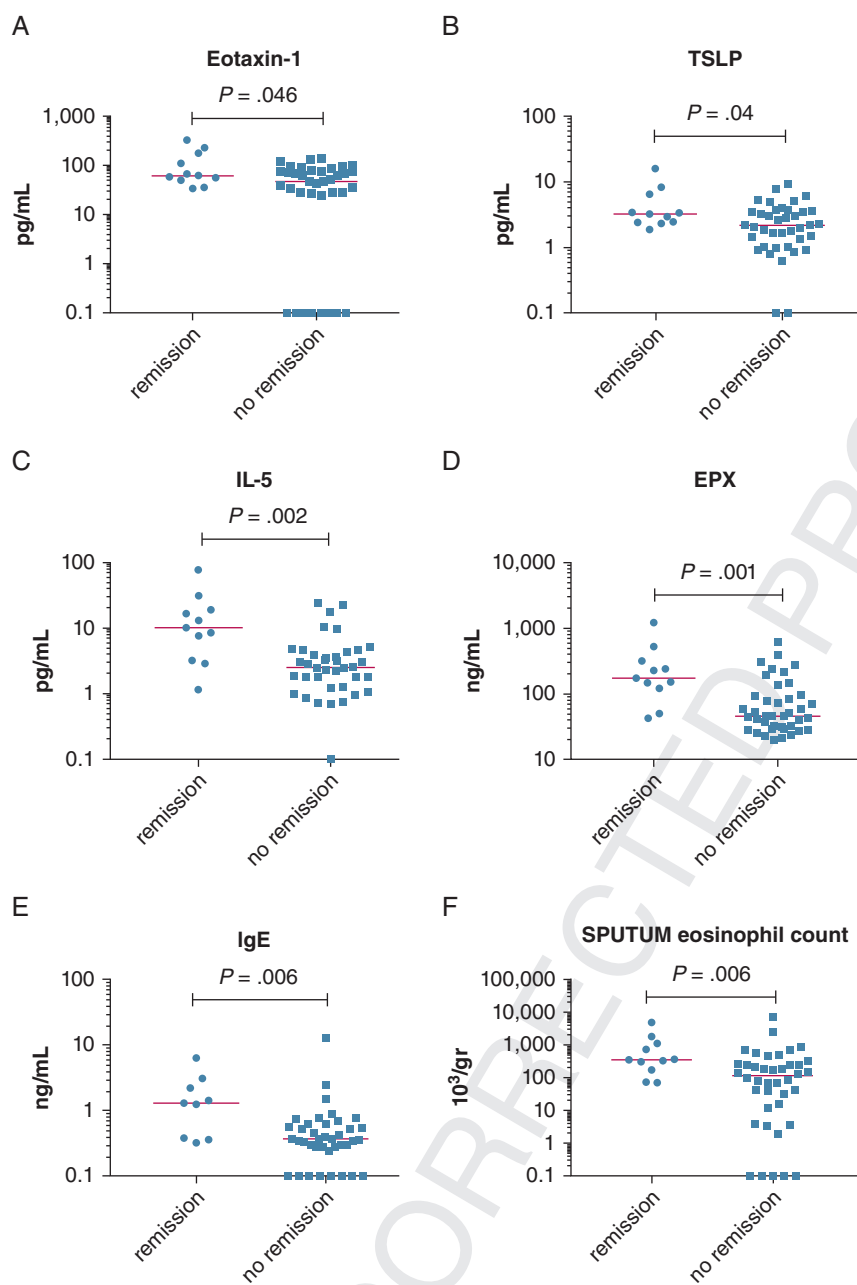 A
Eotaxin-1
P = .046
1,000
100
10
1
0.1
pg/mL
remission
no remission
B
TSLP
P = .04
100
10
1
0.1
pg/mL
remission
no remission
C
IL-5
P = .002
100
10
1
0.1
pg/mL
remission
no remission
D
EPX
P = .001
10,000
1,000
100
10
ng/mL
remission
no remission
E
IgE
P = .006
100
10
1
0.1
ng/mL
remission
no remission
F
SPUTUM eosinophil count
P = .006
100,000
10,000
1,000
100
10
1
0.1
10³/gr
remission
no remission
ORRECTED PRO